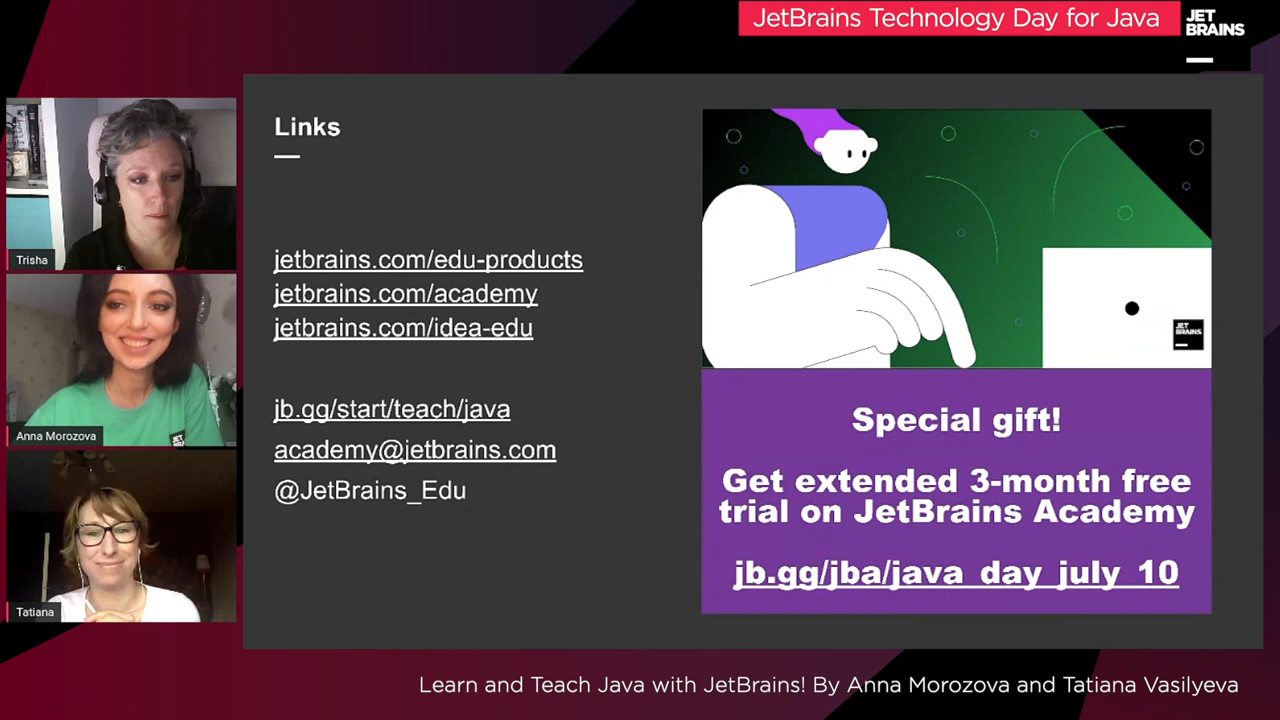 JetBrains Technology Day for Java
JET
BRAINS
Links
jetbrains.com/edu-products
jetbrains.com/academy
jetbrains.com/idea-edu
jb.gg/start/teach/java
academy@jetbrains.com
@JetBrains_Edu
JET
BRAINS
Special gift!
Get extended 3-month free
trial on JetBrains Academy
jb.gg/jba/java_day_july_10
Trisha
Anna Morozova
JET
Tatiana
Learn and Teach Java with JetBrains! By Anna Morozova and Tatiana Vasilyeva